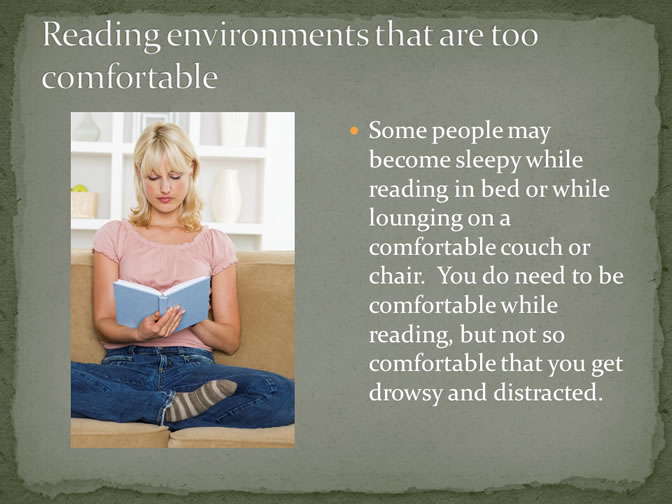 Reading environments that are too
comfortable
Some people may
become sleepy while
reading in bed or while
lounging on a
comfortable couch or
chair.  You do need to be
comfortable while
reading, but not so
comfortable that you get
drowsy and distracted.